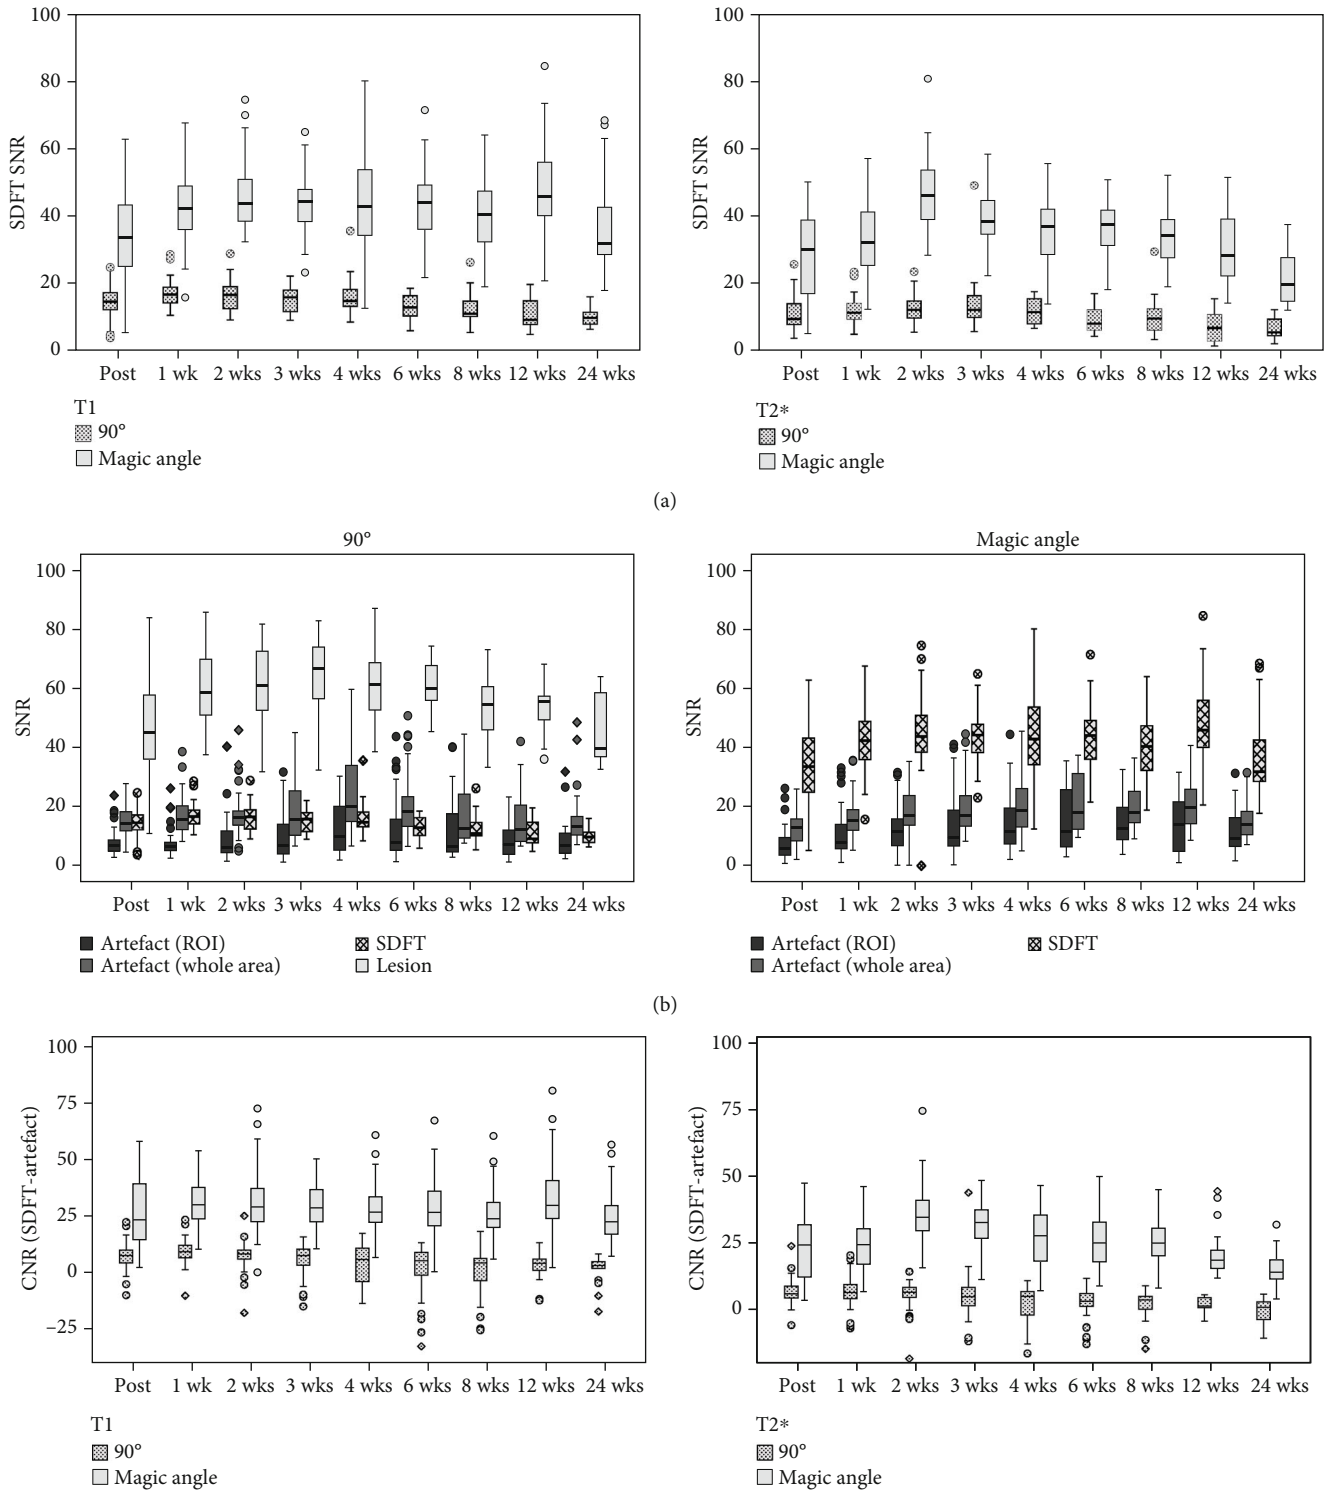 100
80
60
40
20
0
SDFT SNR
Post 1 wk 2 wks 3 wks 4 wks 6 wks 8 wks 12 wks 24 wks
T1
90°
Magic angle
100
80
60
40
20
0
SDFT SNR
Post 1 wk 2 wks 3 wks 4 wks 6 wks 8 wks 12 wks 24 wks
T2*
90°
Magic angle
(a)
90°
100
80
60
40
20
0
SNR
Post 1 wk 2 wks 3 wks 4 wks 6 wks 8 wks 12 wks 24 wks
Artefact (ROI)
Artefact (whole area)
SDFT
Lesion
Magic angle
100
80
60
40
20
0
SNR
Post 1 wk 2 wks 3 wks 4 wks 6 wks 8 wks 12 wks 24 wks
Artefact (ROI)
Artefact (whole area)
SDFT
(b)
100
75
50
25
0
−25
CNR (SDFT-artefact)
Post 1 wk 2 wks 3 wks 4 wks 6 wks 8 wks 12 wks 24 wks
T1
90°
Magic angle
100
75
50
25
0
CNR (SDFT-artefact)
Post 1 wk 2 wks 3 wks 4 wks 6 wks 8 wks 12 wks 24 wks
T2*
90°
Magic angle